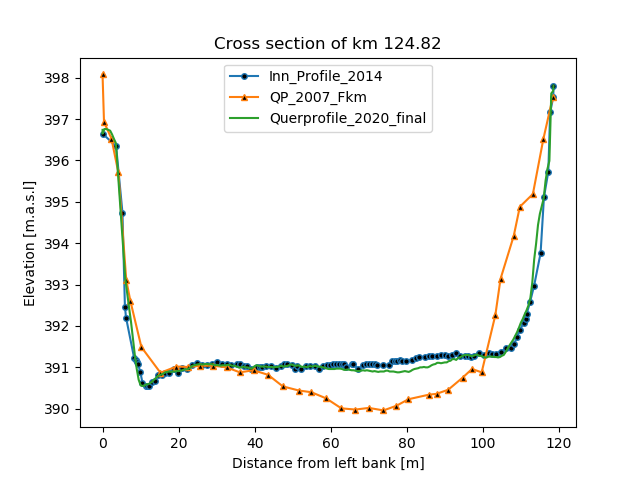 Cross section of km 124.82
Inn_Profile_2014
QP_2007_Fkm
Querprofile_2020_final
Elevation [m.a.s.l]
398
397
396
395
394
393
392
391
390
0 20 40 60 80 100 120
Distance from left bank [m]